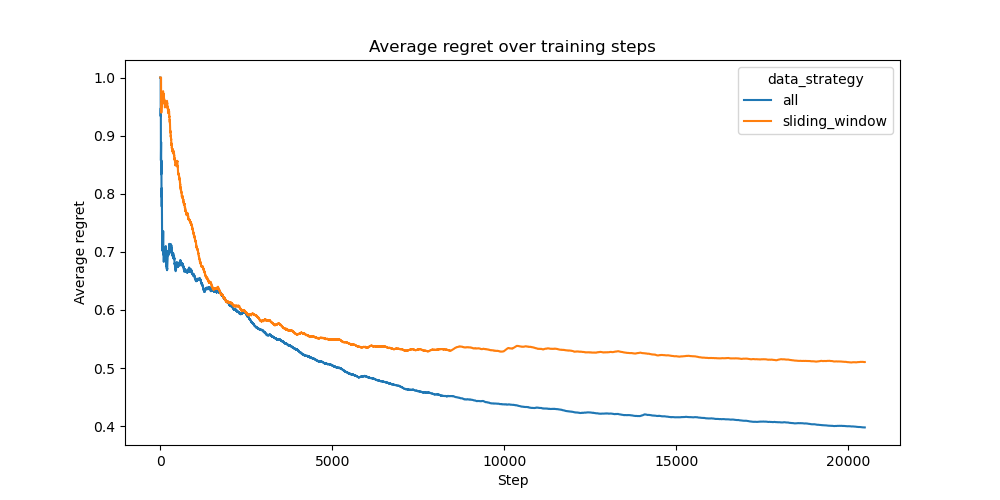 Average regret over training steps
data_strategy
all
sliding_window
Average regret
1.0
0.9
0.8
0.7
0.6
0.5
0.4
0
5000
10000
15000
20000
Step